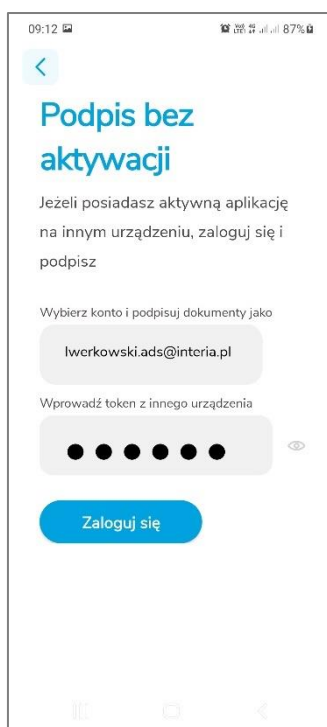 09:12 87%
Podpis bez
aktywacji
Jeżeli posiadasz aktywną aplikację
na innym urządzeniu, zaloguj się i
podpisz
Wybierz konto i podpisuj dokumenty jako
lwerkowski.ads@interia.pl
Wprowadź token z innego urządzenia
Zaloguj się